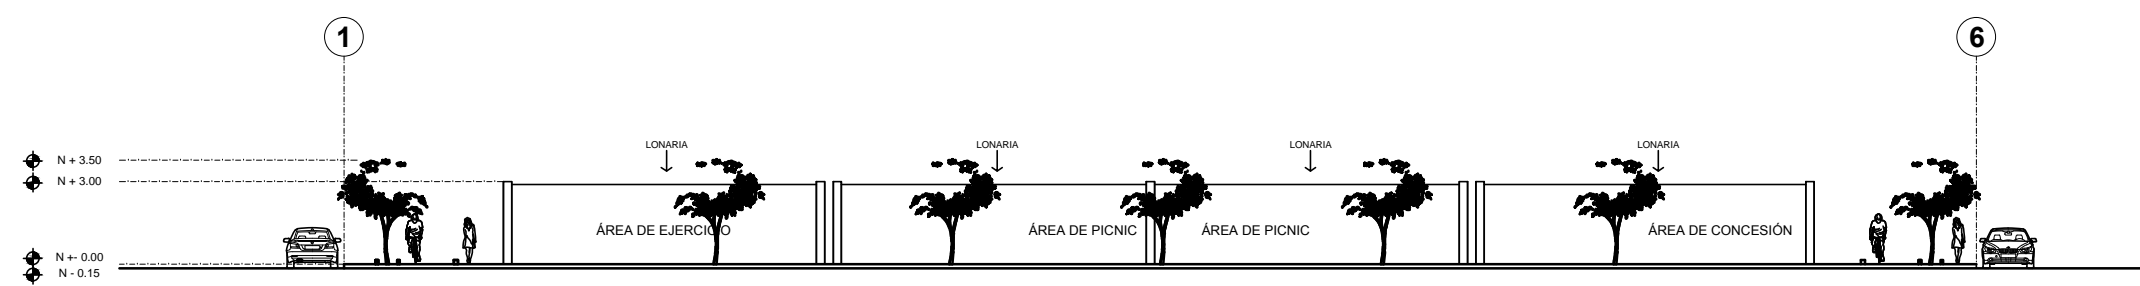 1
6
LONARIA
LONARIA
LONARIA
LONARIA
N + 3.50
N + 3.00
ÁREA DE EJERCICIO
ÁREA DE PICNIC
ÁREA DE PICNIC
ÁREA DE CONCESIÓN
N +- 0.00
N - 0.15